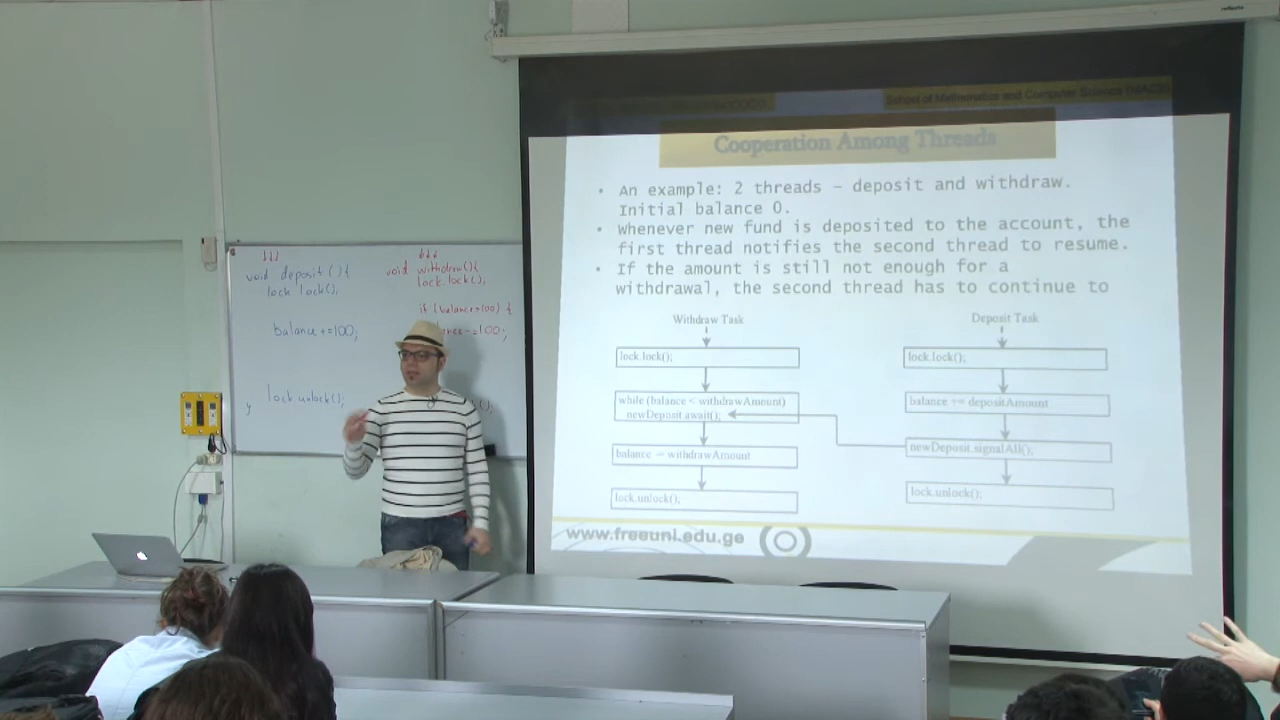 void deposit(){
lock.lock();
balance+=100;
lock.unlock();
}
void withdraw(){
lock.lock();
if (balance>=100) {
-=100;
reflecta
School of Mathematics and Computer Science (MACS)
Cooperation Among Threads
• An example: 2 threads – deposit and withdraw.
Initial balance 0.
• whenever new fund is deposited to the account, the
first thread notifies the second thread to resume.
• If the amount is still not enough for a
withdrawal, the second thread has to continue to
Withdraw Task
lock.lock();
while (balance < withdrawAmount)
newDeposit.await();
balance -= withdrawAmount
lock.unlock();
Deposit Task
lock.lock();
balance += depositAmount
newDeposit.signalAll();
lock.unlock();
www.freeuni.edu.ge